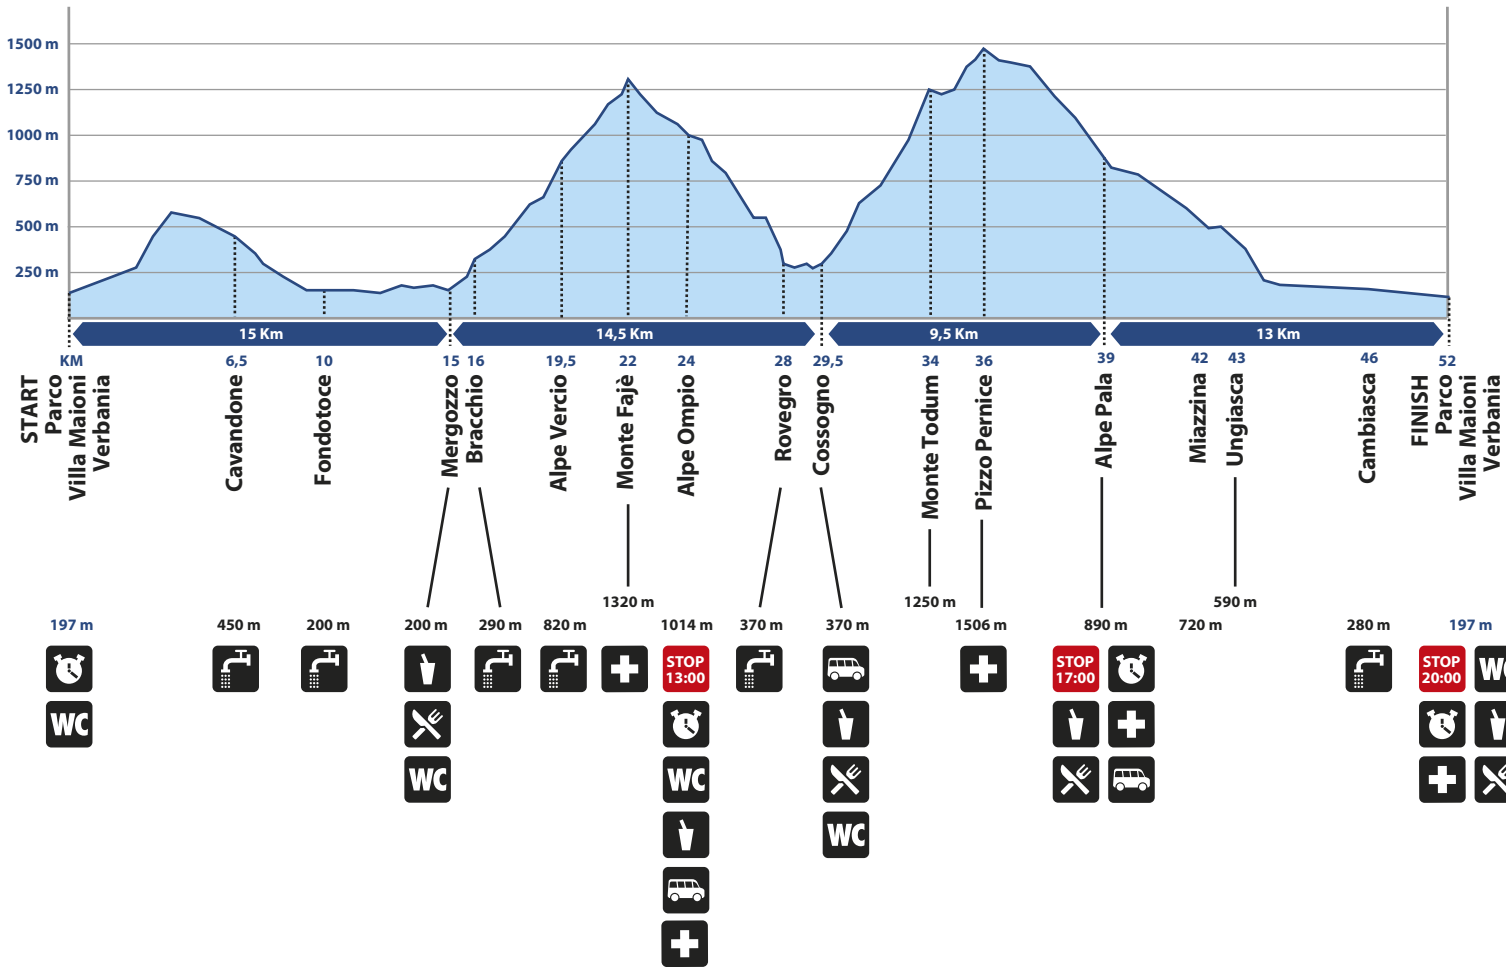 1500 m
1250 m
1000 m
750 m
500 m
250 m
15 Km
14,5 Km
9,5 Km
13 Km
KM
6,5
10
15
16
19,5
22
24
28
29,5
34
36
39
42
43
46
52
START
Parco
Villa Maioni
Verbania
Cavandone
Fondotoce
Mergozzo
Bracchio
Alpe Vercio
Monte Fajè
Alpe Ompio
Rovegro
Cossogno
Monte Todum
Pizzo Pernice
Alpe Pala
Miazzina
Ungiasca
Cambiasca
FINISH
Parco
Villa Maioni
Verbania
1320 m
1250 m
590 m
197 m
450 m
200 m
200 m
290 m
820 m
1014 m
370 m
370 m
1506 m
890 m
720 m
280 m
197 m
STOP
13:00
STOP
17:00
STOP
20:00
WC
WC
WC
WC
WC
WC